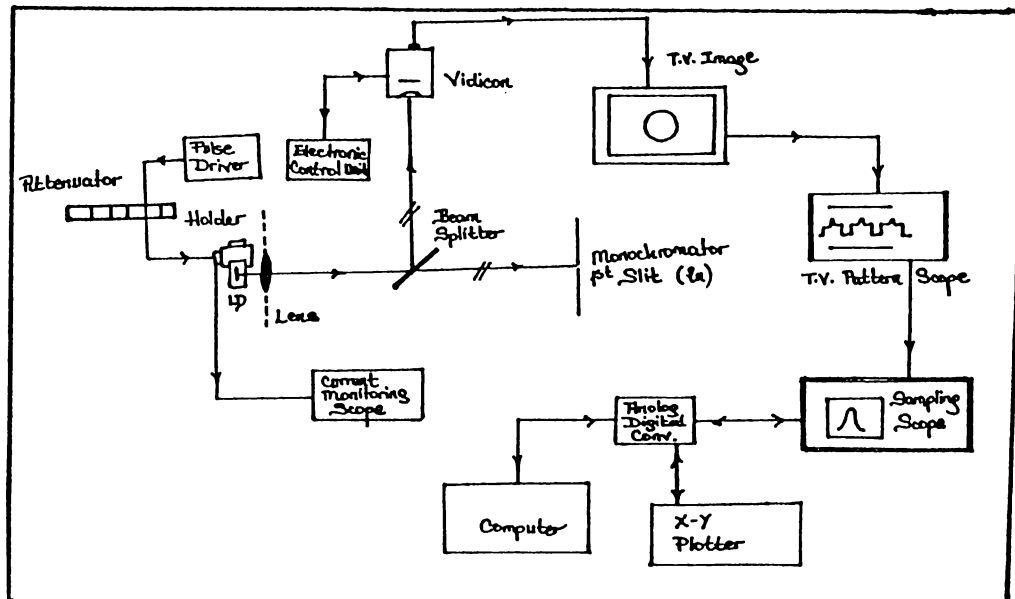 T.V. Image
Vidicon
Pulse
Driver
Electronic
Control Unit
Attenuator
Holder
Beam
Splitter
Monochromator
1st Slit (In)
LD
Lens
T.V. Pattern Scope
Current
Monitoring
Scope
Sampling
Scope
Analog
Digital
Conv.
Computer
X-Y
Plotter